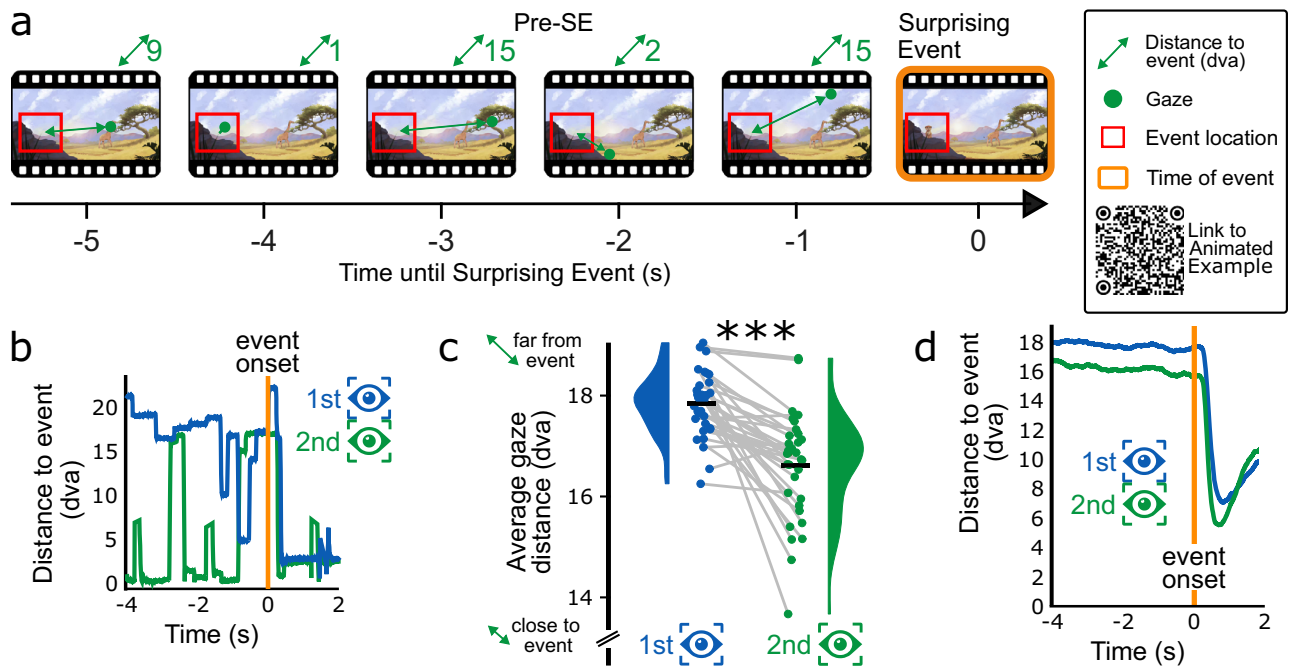 a
Pre-SE
Surprising
Event
9
1
15
2
15
-5
-4
-3
-2
-1
0
Time until Surprising Event (s)
Distance to
event (dva)
Gaze
Event location
Time of event
Link to
Animated
Example
b
event
onset
1st
2nd
Distance to event
(dva)
20
15
10
5
0
-4
-2
0
2
Time (s)
c
far from
event
***
Average gaze
distance (dva)
18
16
14
close to
event
1st
2nd
d
Distance to event
(dva)
18
16
14
12
10
8
6
4
2
0
1st
2nd
event
onset
-4
-2
0
2
Time (s)